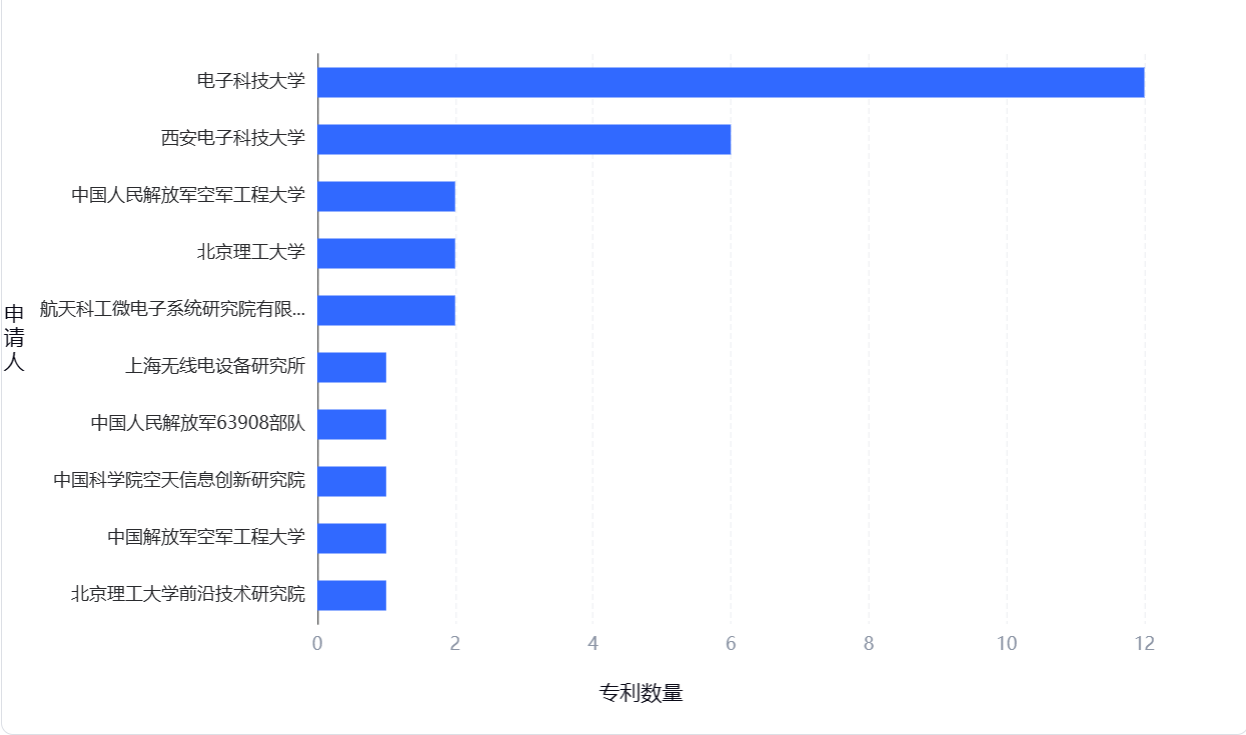 电子科技大学
西安电子科技大学
中国人民解放军空军工程大学
北京理工大学
航天科工微电子系统研究院有限...
上海无线电设备研究所
中国人民解放军63908部队
中国科学院空天信息创新研究院
中国解放军空军工程大学
北京理工大学前沿技术研究院
申请人
0 2 4 6 8 10 12
专利数量